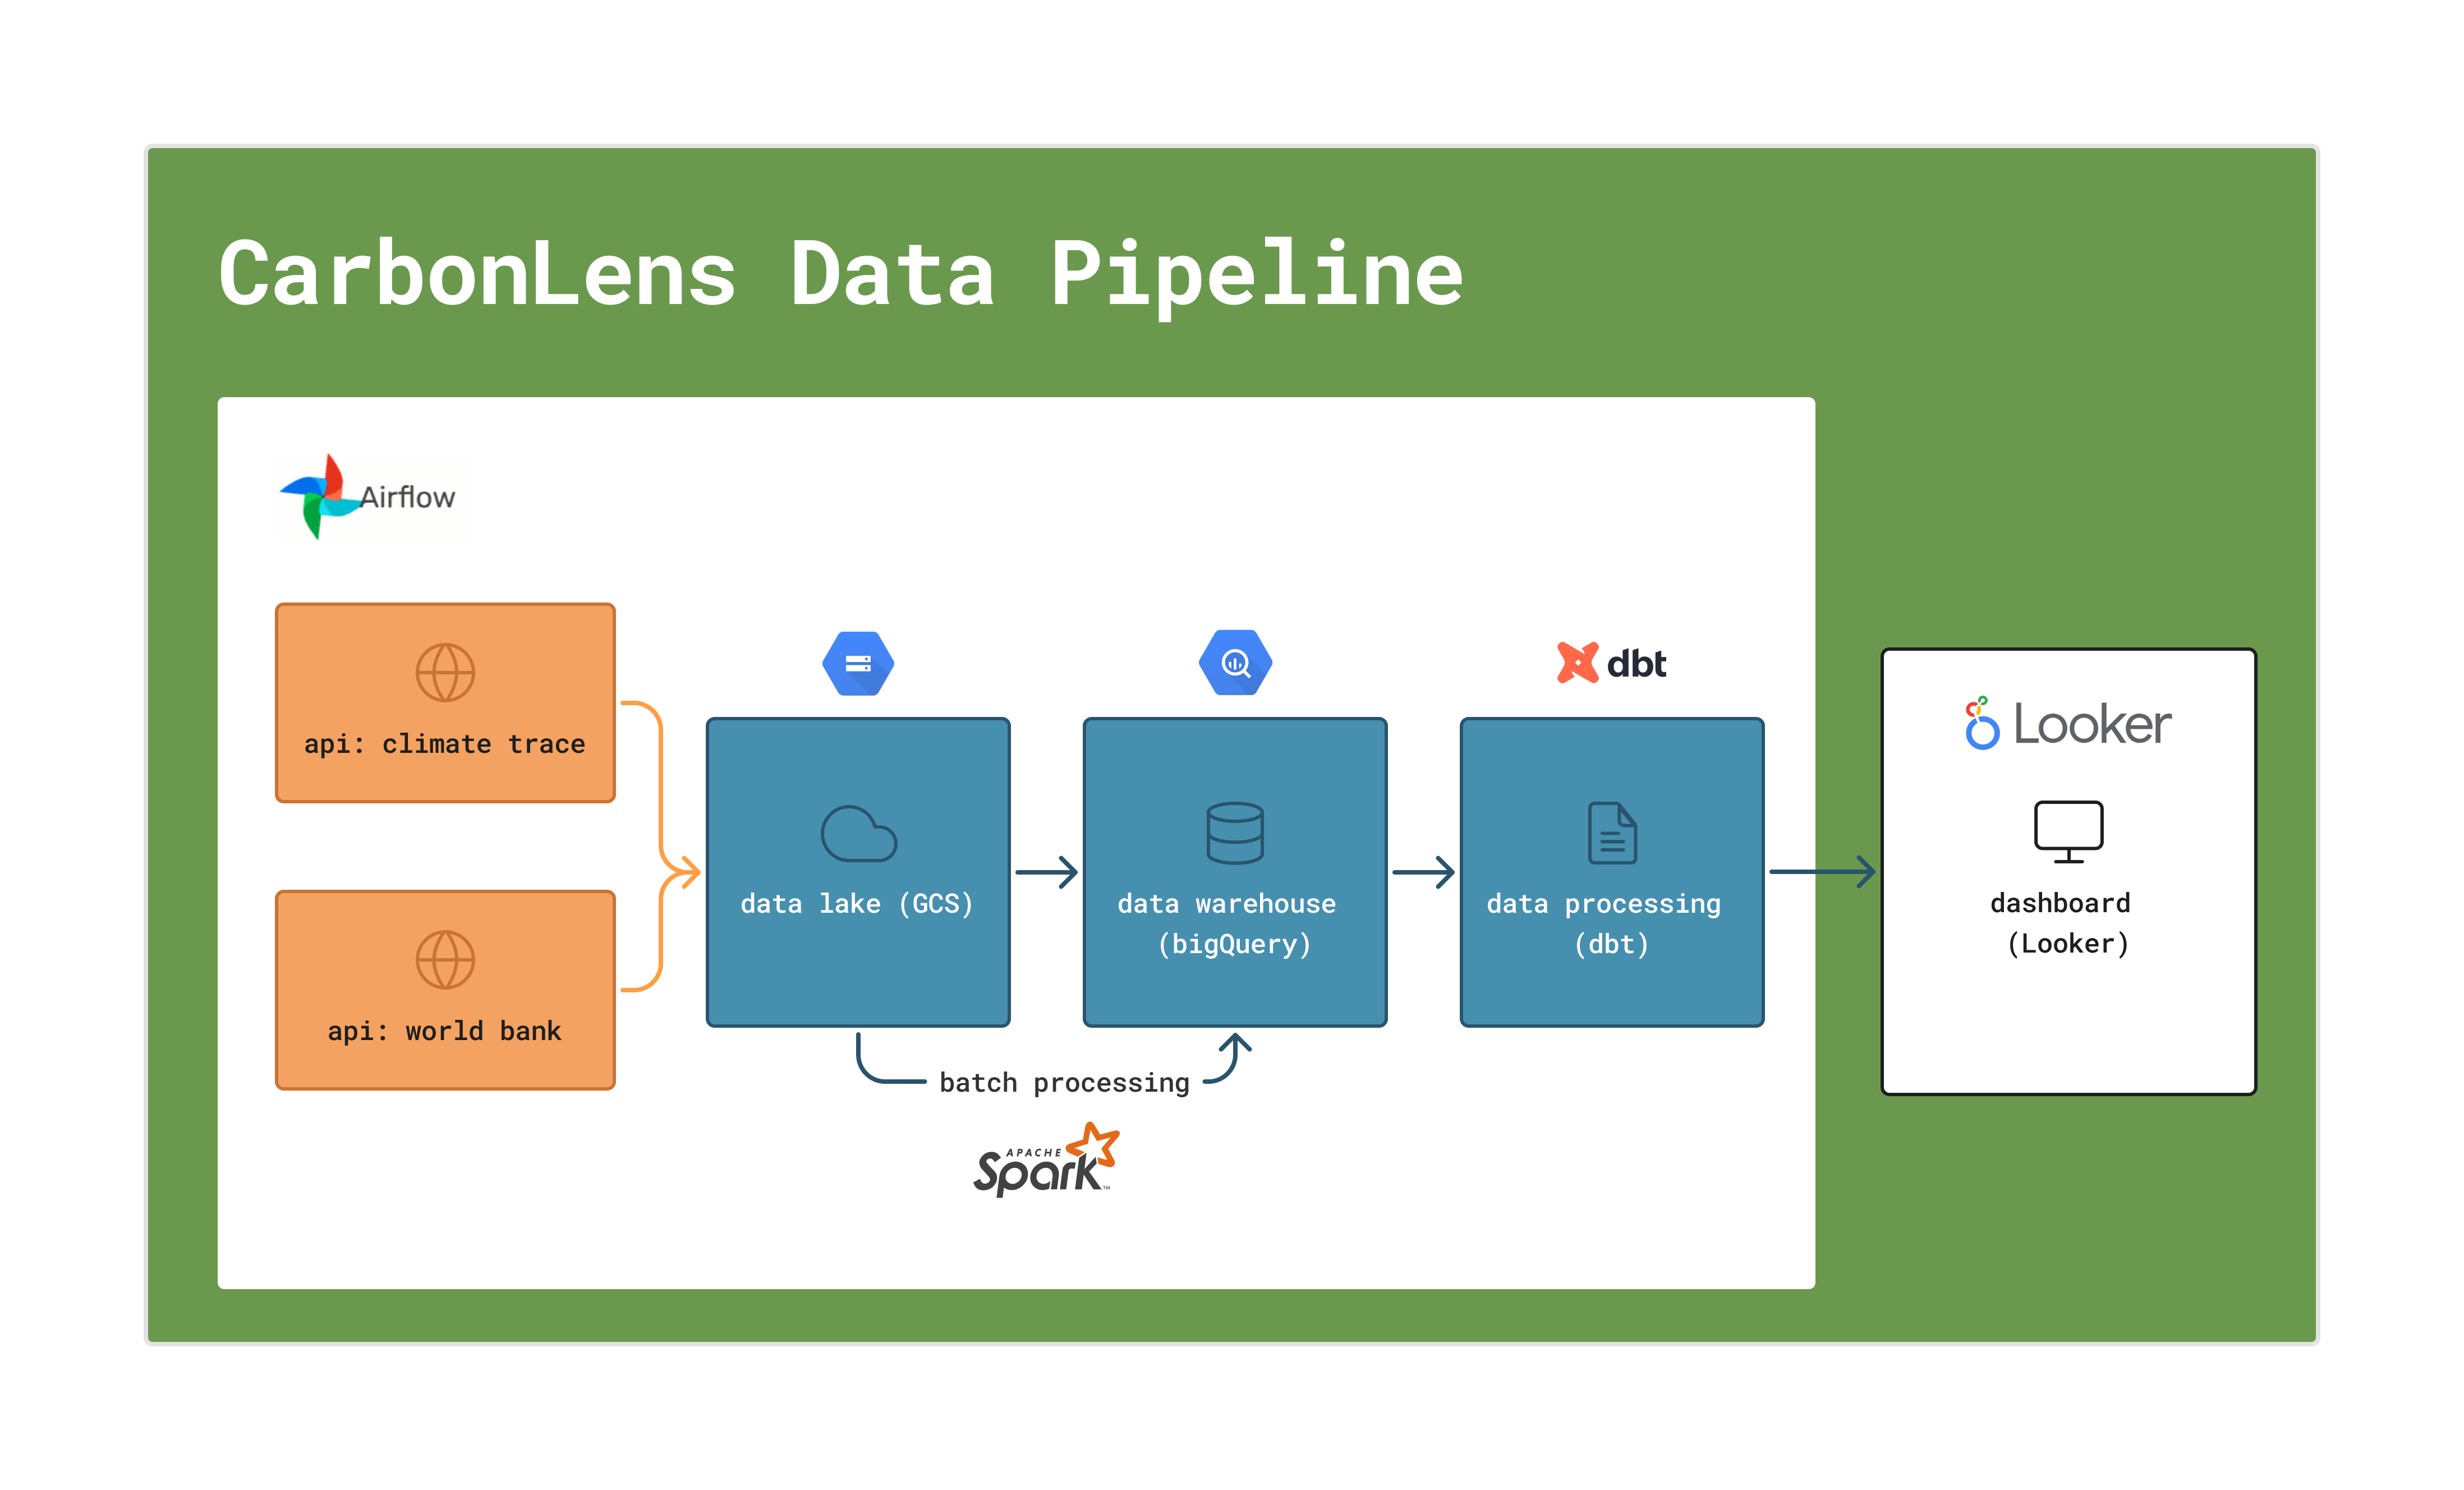 CarbonLens Data Pipeline
Airflow
api: climate trace
api: world bank
data lake (GCS)
data warehouse
(bigQuery)
dbt
data processing
(dbt)
batch processing
APACHE
Spark™
Looker
dashboard
(Looker)